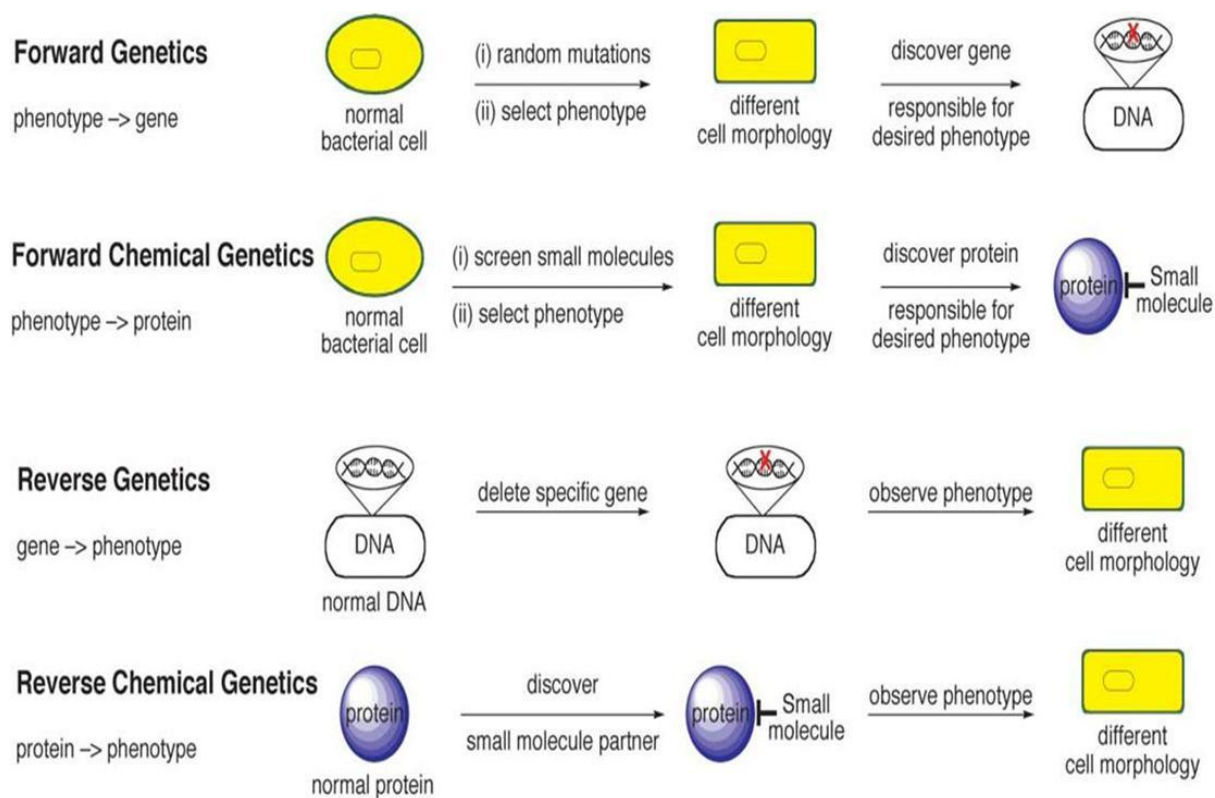 Forward Genetics
phenotype –> gene
normal
bacterial cell
(i) random mutations
(ii) select phenotype
different
cell morphology
discover gene
responsible for
desired phenotype
DNA
Forward Chemical Genetics
phenotype –> protein
normal
bacterial cell
(i) screen small molecules
(ii) select phenotype
different
cell morphology
discover protein
responsible for
desired phenotype
protein
Small
molecule
Reverse Genetics
gene –> phenotype
DNA
normal DNA
delete specific gene
DNA
observe phenotype
different
cell morphology
Reverse Chemical Genetics
protein –> phenotype
protein
normal protein
discover
small molecule partner
protein
Small
molecule
observe phenotype
different
cell morphology